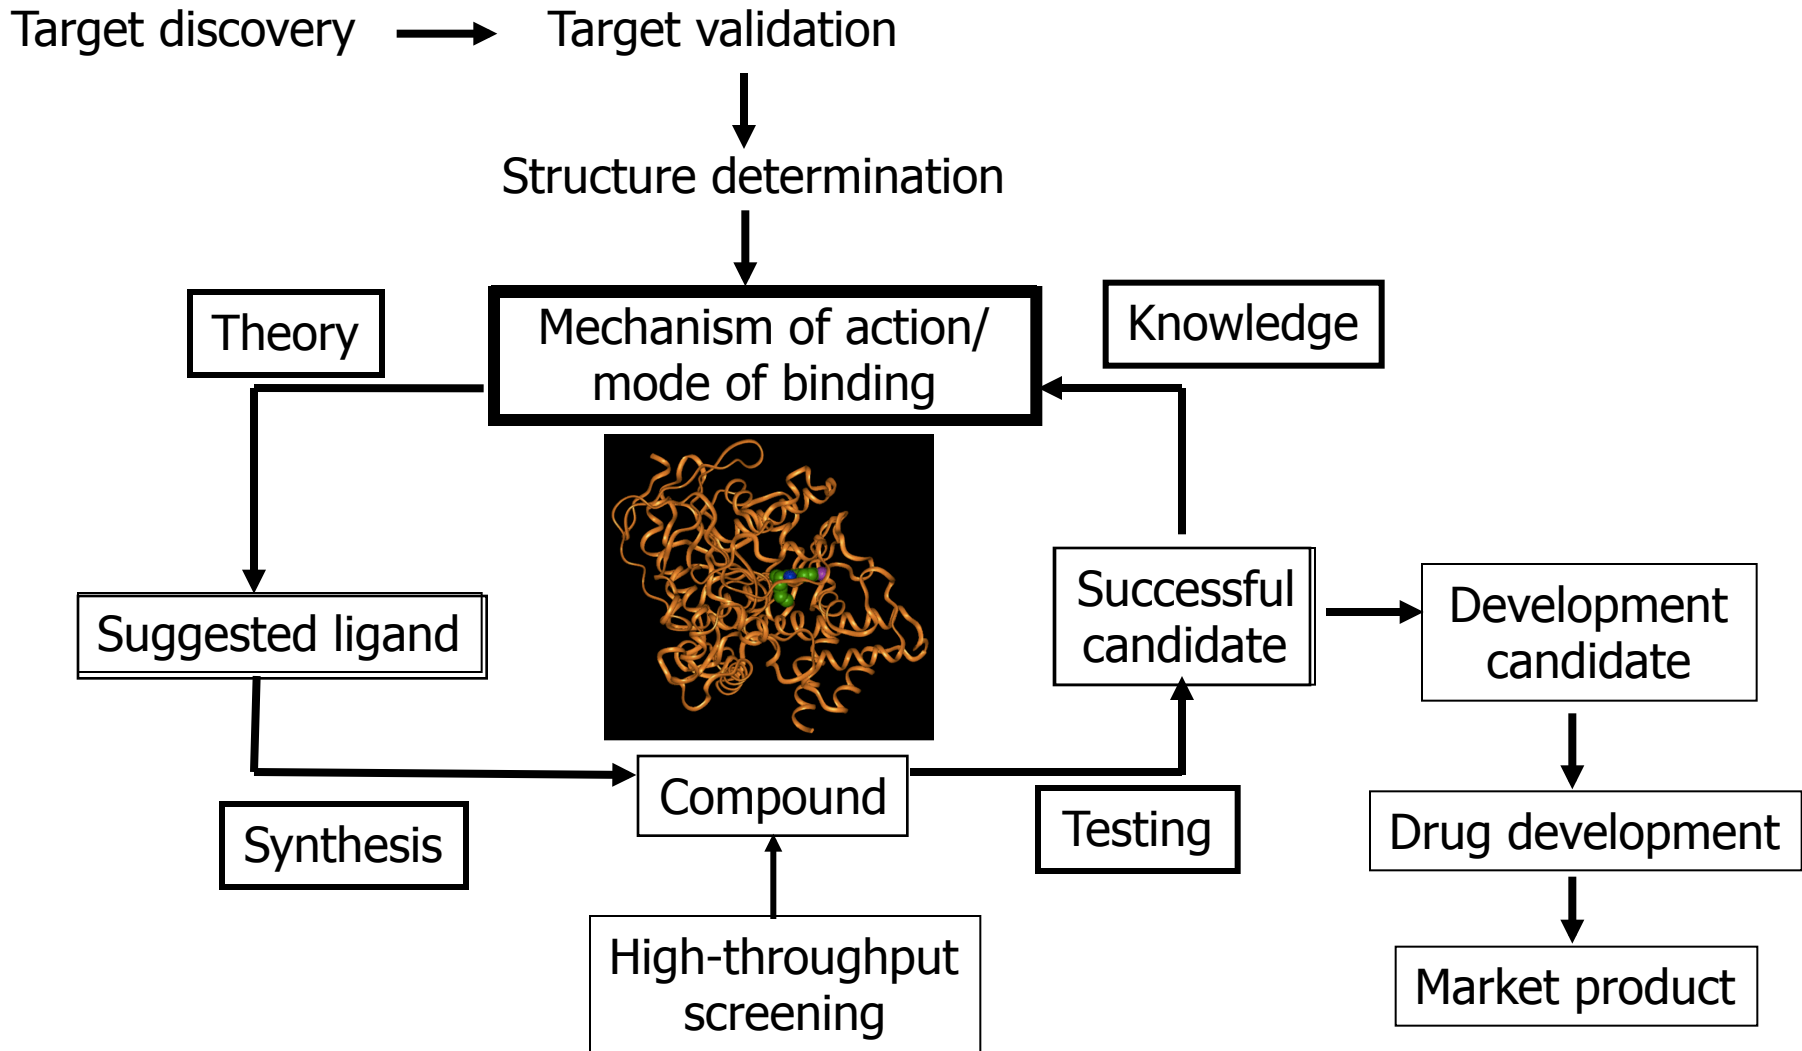 Target discovery
Target validation
Structure determination
Theory
Mechanism of action/
mode of binding
Knowledge
Suggested ligand
Successful
candidate
Development
candidate
Synthesis
Compound
Testing
Drug development
High-throughput
screening
Market product